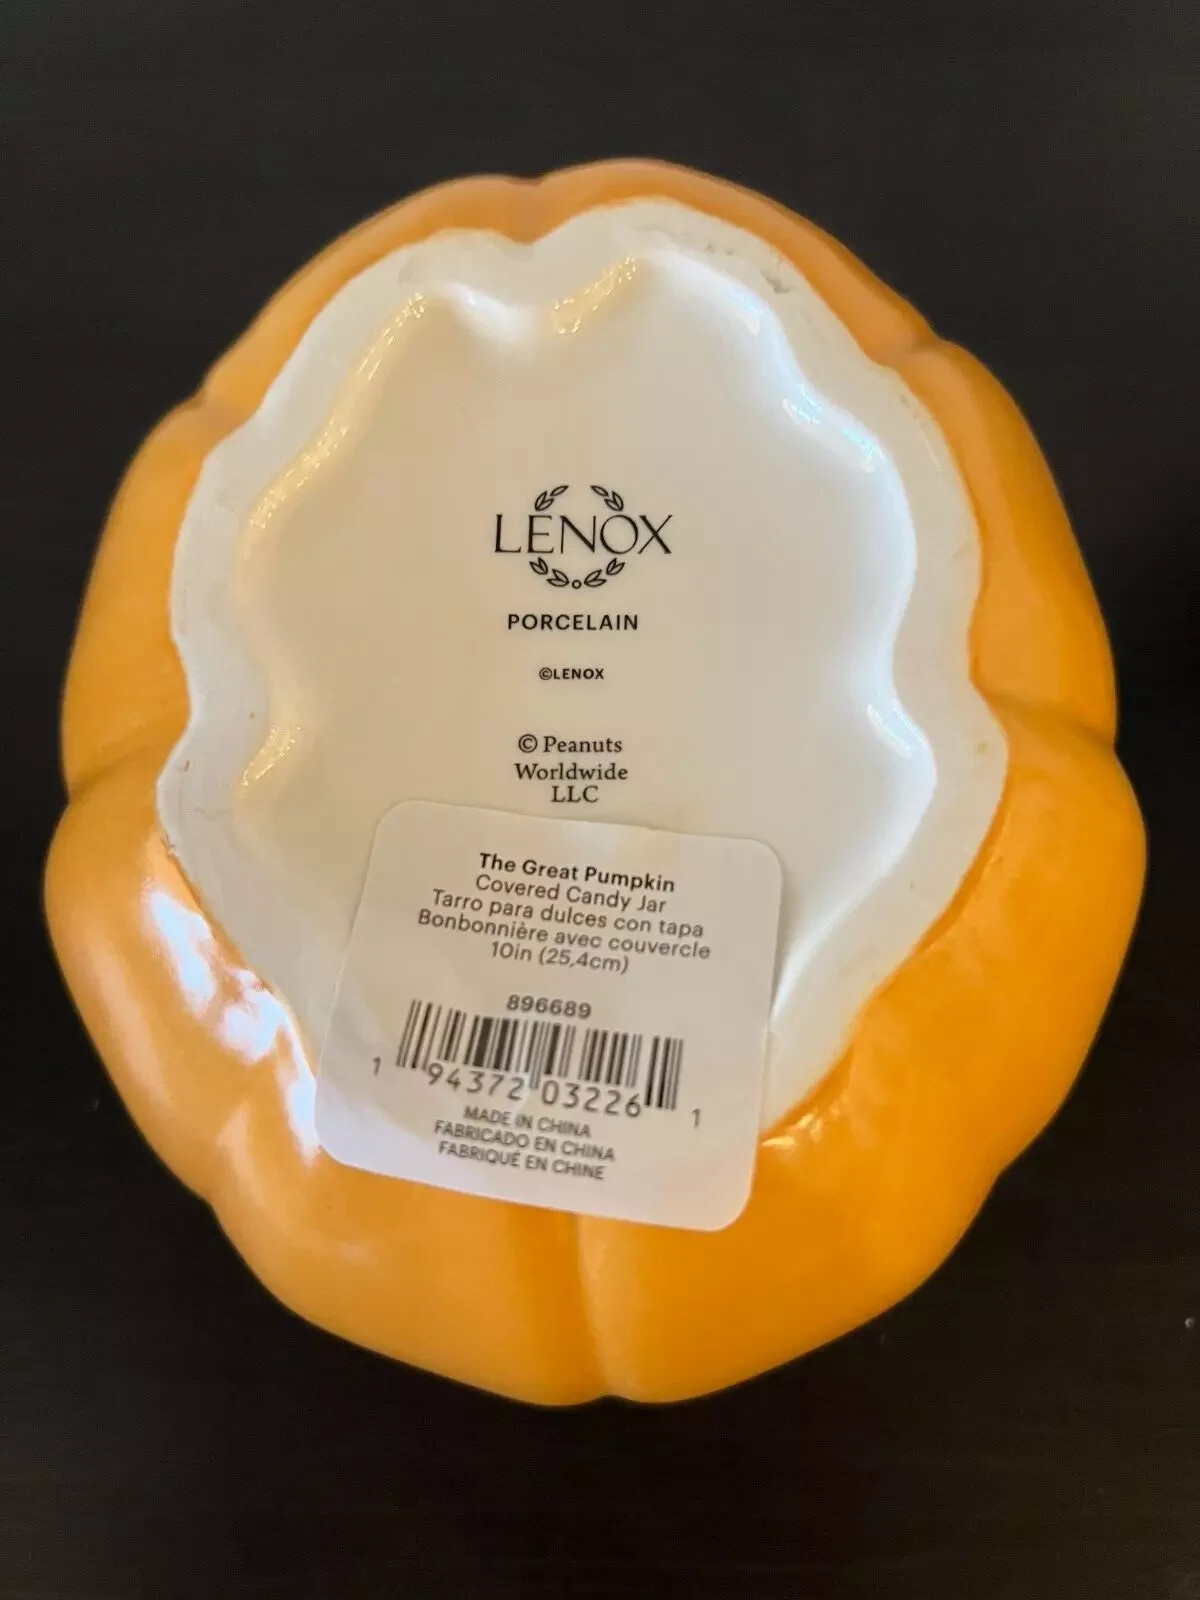 LENOX
PORCELAIN
©LENOX
© Peanuts
Worldwide
LLC
The Great Pumpkin
Covered Candy Jar
Tarro para dulces con tapa
Bonbonnière avec couvercle
10in (25,4cm)
896689
1 94372 03226 1
MADE IN CHINA
FABRICADO EN CHINA
FABRIQUÉ EN CHINE